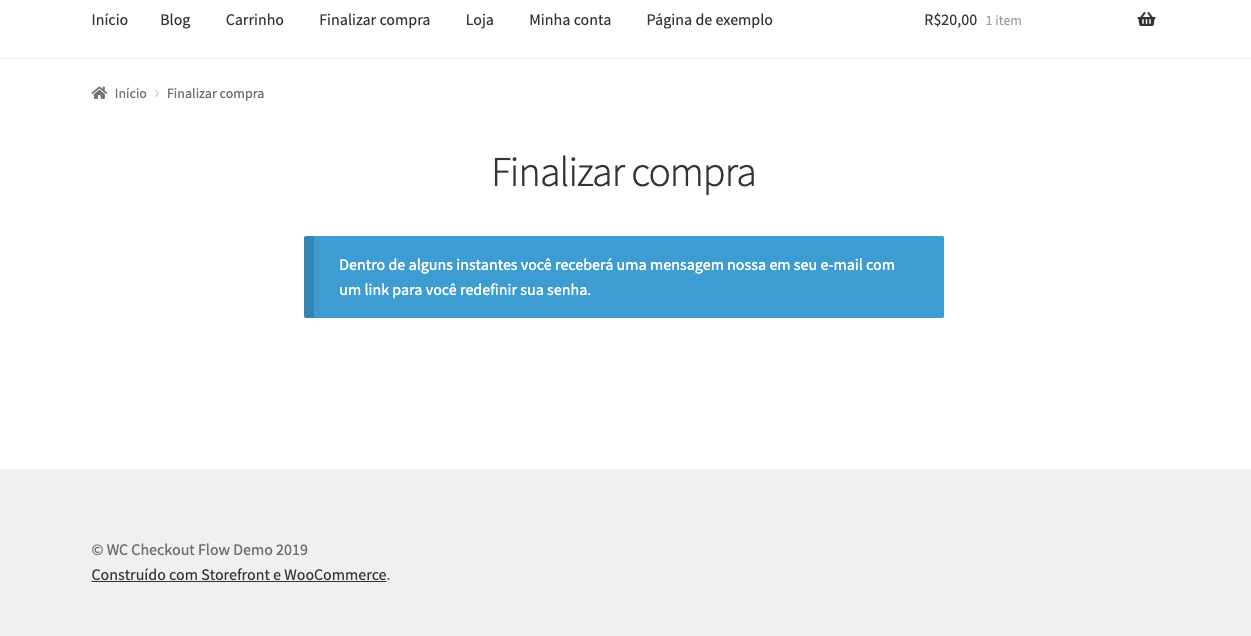 Início Blog Carrinho Finalizar compra Loja Minha conta Página de exemplo R$20,00 1 item
Início Finalizar compra
Finalizar compra
Dentro de alguns instantes você receberá uma mensagem nossa em seu e-mail com
um link para você redefinir sua senha.
© WC Checkout Flow Demo 2019
Construído com Storefront e WooCommerce.